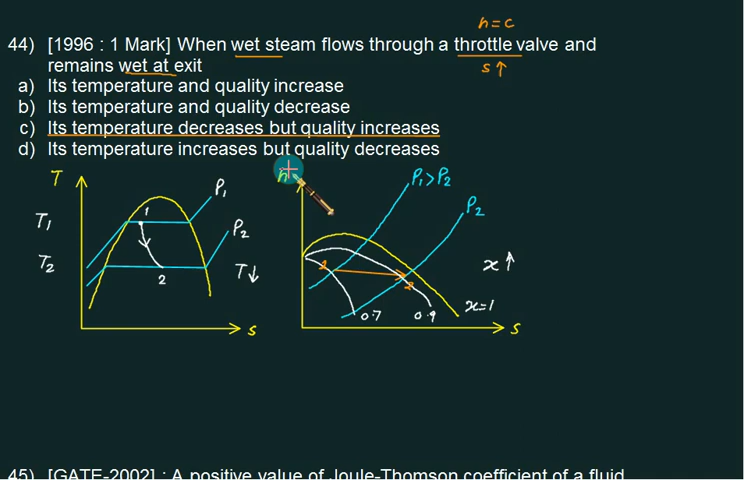 h=c
44) [1996 : 1 Mark] When wet steam flows through a throttle valve and
s↑
remains wet at exit
a) Its temperature and quality increase
b) Its temperature and quality decrease
c) Its temperature decreases but quality increases
d) Its temperature increases but quality decreases
T
P₁
h
P₁>P₂
T₁
1
P₂
P₂
T₂
2
T↓
1
2
x↑
0.7
0.9
x=1
s
s
45) [GATE-2002] : A positive value of Joule-Thomson coefficient of a fluid